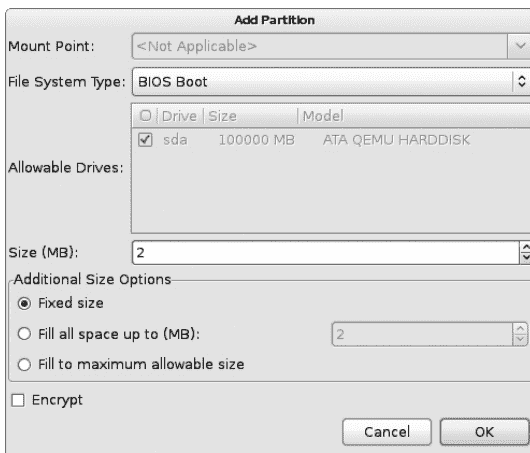 Add Partition
Mount Point: <Not Applicable>
File System Type: BIOS Boot
Drive Size Model
sda 100000 MB ATA QEMU HARDDISK
Allowable Drives:
Size (MB): 2
Additional Size Options
Fixed size
Fill all space up to (MB): 2
Fill to maximum allowable size
Encrypt
Cancel OK